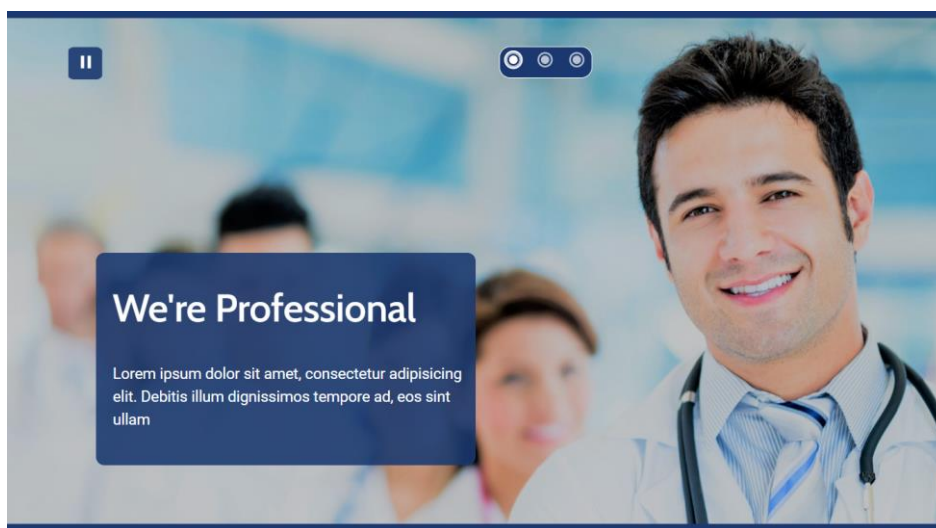 We're Professional
Lorem ipsum dolor sit amet, consectetur adipisicing
elit. Debitis illum dignissimos tempore ad, eos sint
ullam